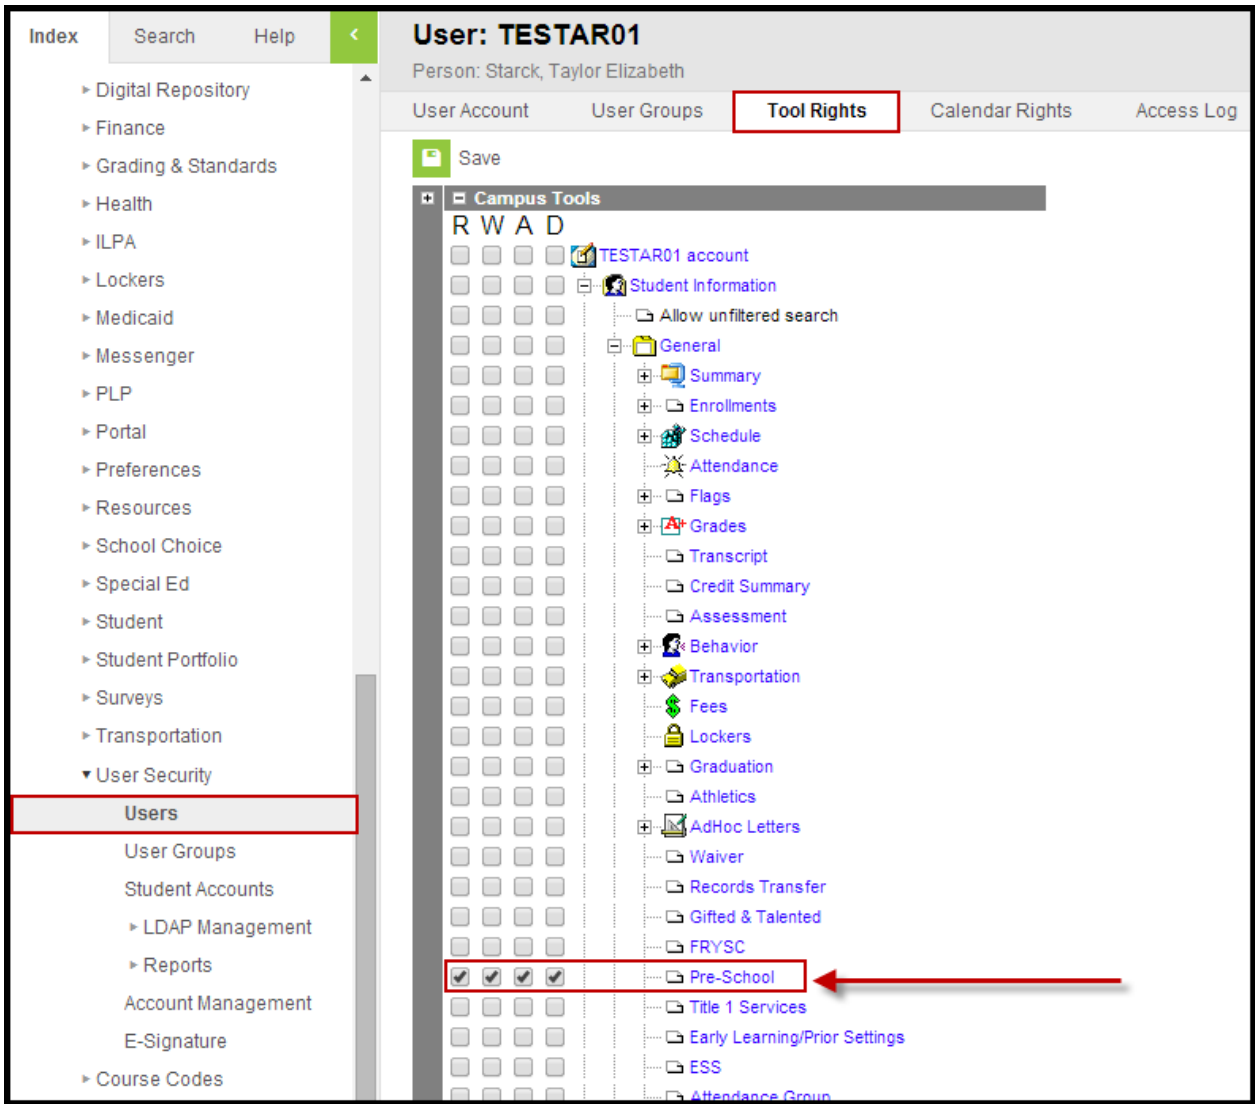 Index Search Help
Digital Repository
Finance
Grading & Standards
Health
ILPA
Lockers
Medicaid
Messenger
PLP
Portal
Preferences
Resources
School Choice
Special Ed
Student
Student Portfolio
Surveys
Transportation
User Security
Users
User Groups
Student Accounts
LDAP Management
Reports
Account Management
E-Signature
Course Codes
User: TESTAR01
Person: Starck, Taylor Elizabeth
User Account User Groups Tool Rights Calendar Rights Access Log
Save
Campus Tools
R W A D
TESTAR01 account
Student Information
Allow unfiltered search
General
Summary
Enrollments
Schedule
Attendance
Flags
Grades
Transcript
Credit Summary
Assessment
Behavior
Transportation
Fees
Lockers
Graduation
Athletics
AdHoc Letters
Waiver
Records Transfer
Gifted & Talented
FRYSC
Pre-School
Title 1 Services
Early Learning/Prior Settings
ESS
Attendance Group